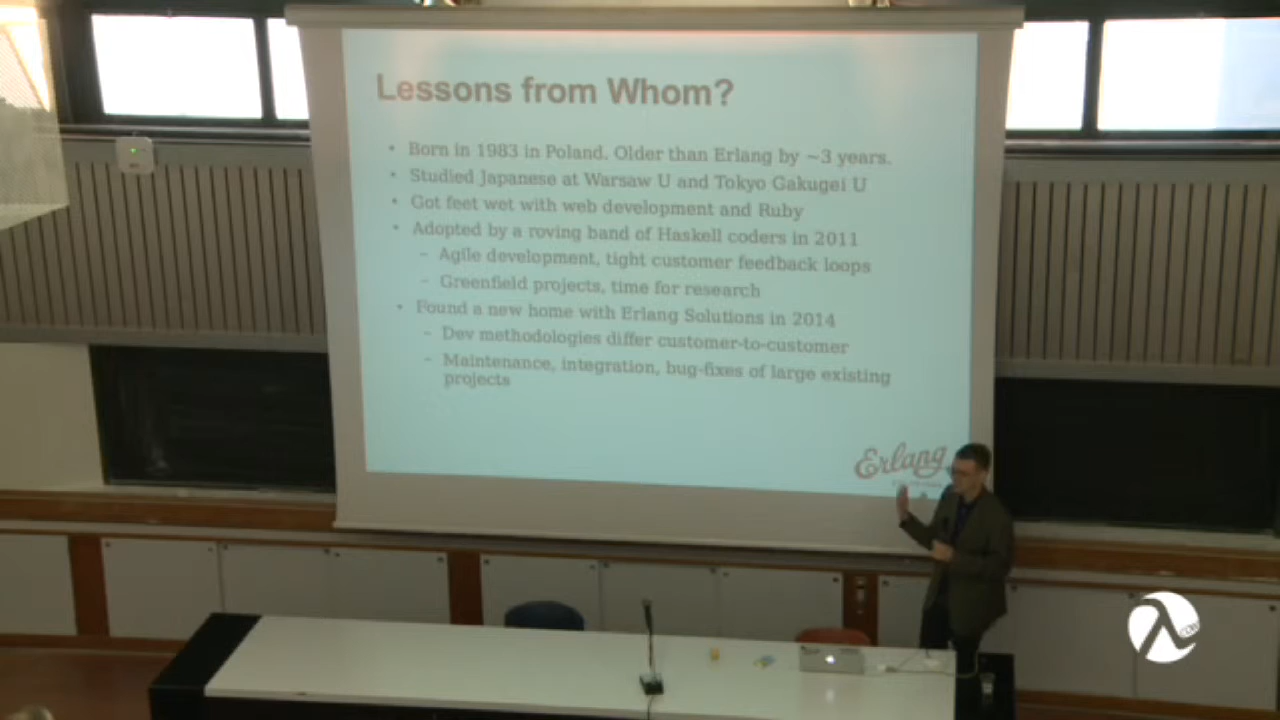 Lessons from Whom?
• Born in 1983 in Poland. Older than Erlang by ~3 years.
• Studied Japanese at Warsaw U and Tokyo Gakugei U
• Got feet wet with web development and Ruby
• Adopted by a roving band of Haskell coders in 2011
– Agile development, tight customer feedback loops
– Greenfield projects, time for research
• Found a new home with Erlang Solutions in 2014
– Dev methodologies differ customer-to-customer
– Maintenance, integration, bug-fixes of large existing
projects
Erlang
λ